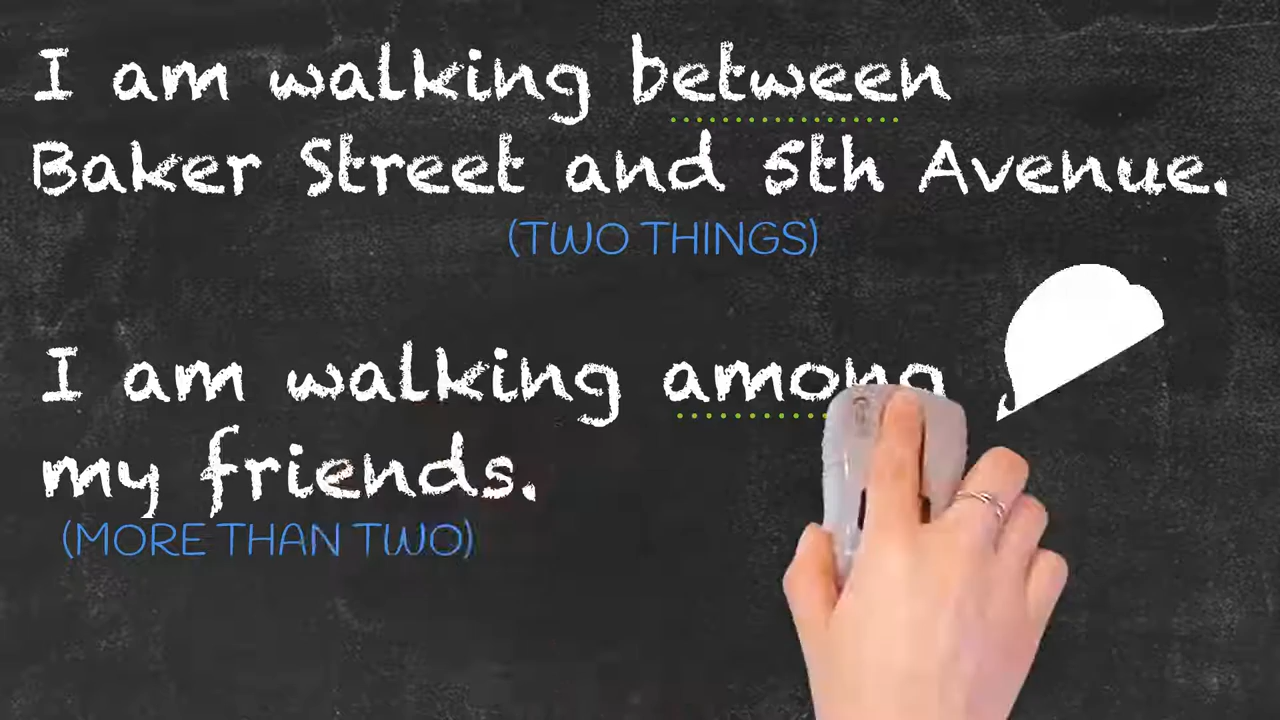 I am walking between
Baker Street and 5th Avenue.
(TWO THINGS)
I am walking among
my friends.
(MORE THAN TWO)